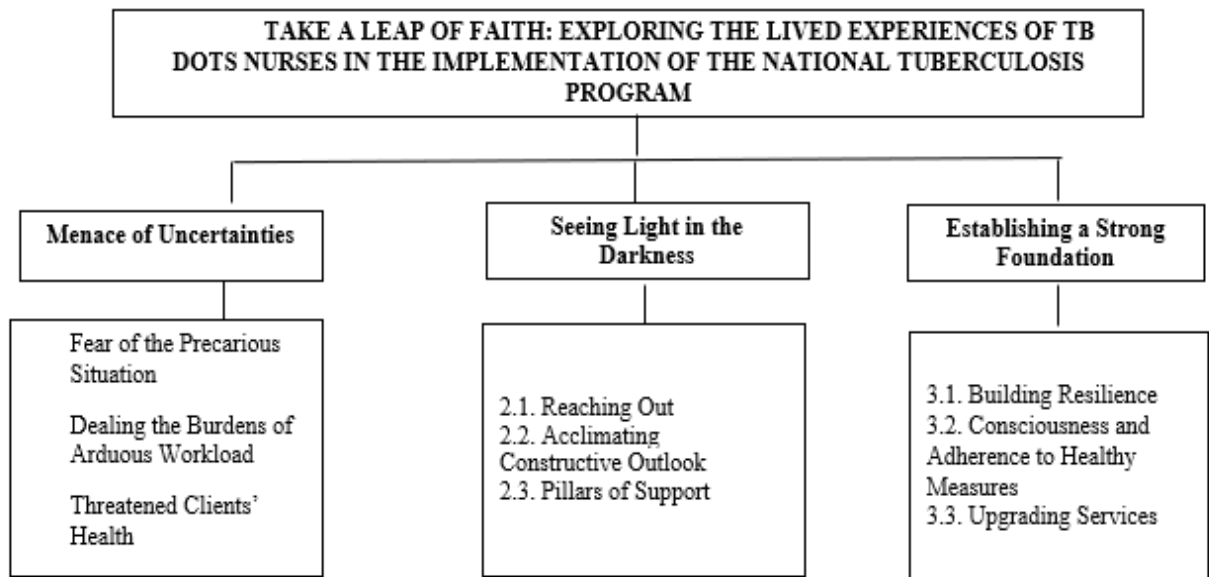 TAKE A LEAP OF FAITH: EXPLORING THE LIVED EXPERIENCES OF TB
DOTS NURSES IN THE IMPLEMENTATION OF THE NATIONAL TUBERCULOSIS
PROGRAM
Menace of Uncertainties
Seeing Light in the
Darkness
Establishing a Strong
Foundation
Fear of the Precarious
Situation
Dealing the Burdens of
Arduous Workload
Threatened Clients'
Health
2.1. Reaching Out
2.2. Acclimating
Constructive Outlook
2.3. Pillars of Support
3.1. Building Resilience
3.2. Consciousness and
Adherence to Healthy
Measures
3.3. Upgrading Services